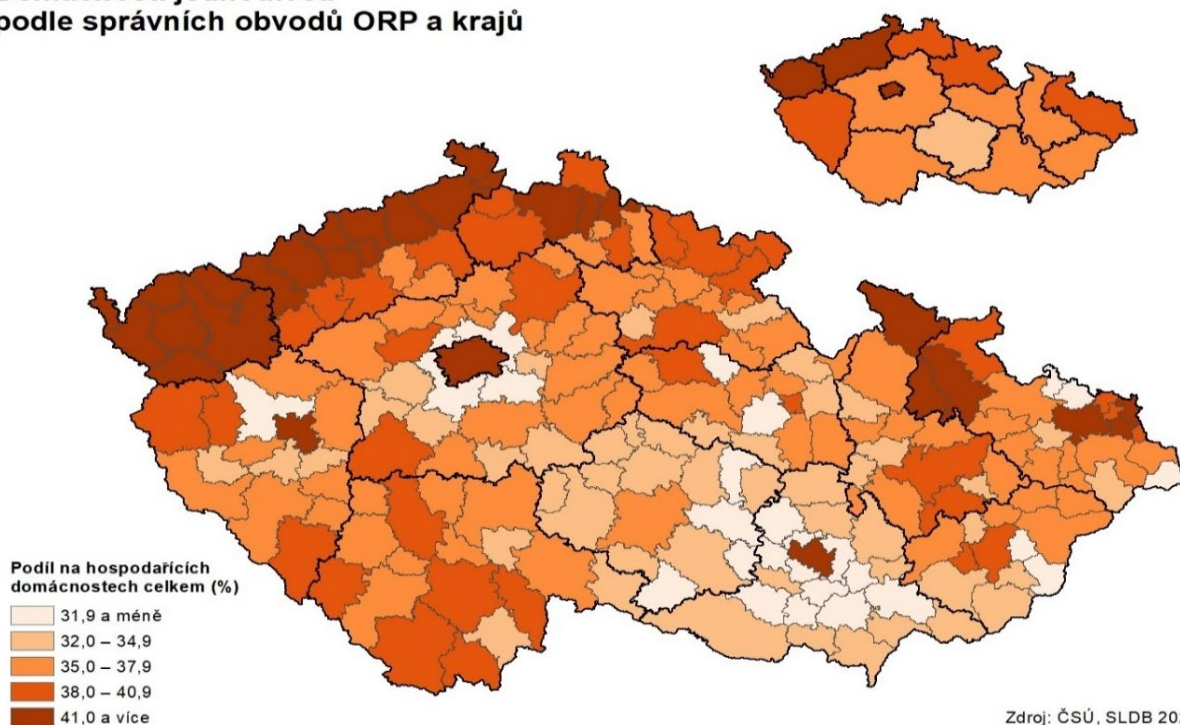 podle správních obvodů ORP a krajů
Podíl na hospodařících
domácnostech celkem (%)
31,9 a méně
32,0 – 34,9
35,0 – 37,9
38,0 – 40,9
41,0 a více
Zdroj: ČSÚ, SLDB